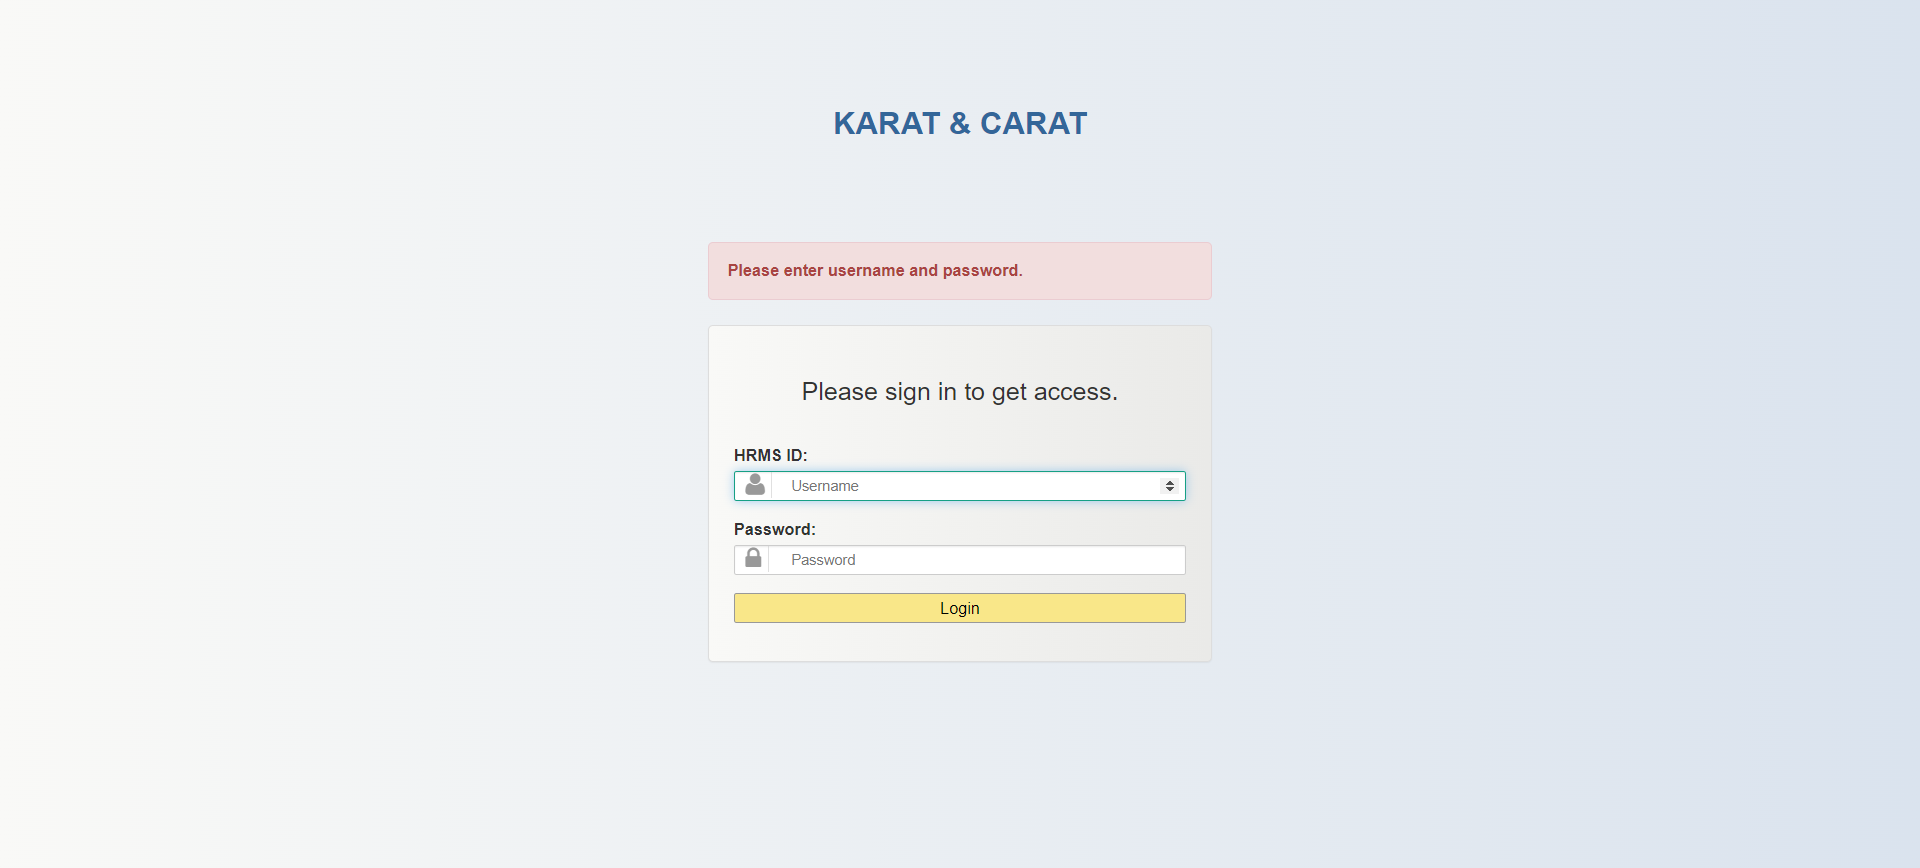 KARAT & CARAT
Please enter username and password.
Please sign in to get access.
HRMS ID:
Username
Password:
Password
Login